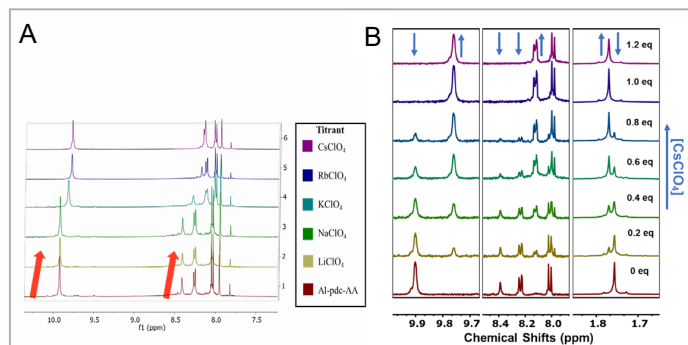 A
Titrant
CsClO₄
RbClO₄
KClO₄
NaClO₄
LiClO₄
Al-pdc-AA
6
5
4
3
2
1
10.0 9.5 9.0 8.5 8.0 7.5
f1 (ppm)
B
1.2 eq
1.0 eq
0.8 eq
0.6 eq
0.4 eq
0.2 eq
0 eq
[CsClO₄]
9.9 9.8 9.7 8.4 8.2 8.0 1.8 1.7
Chemical Shifts (ppm)